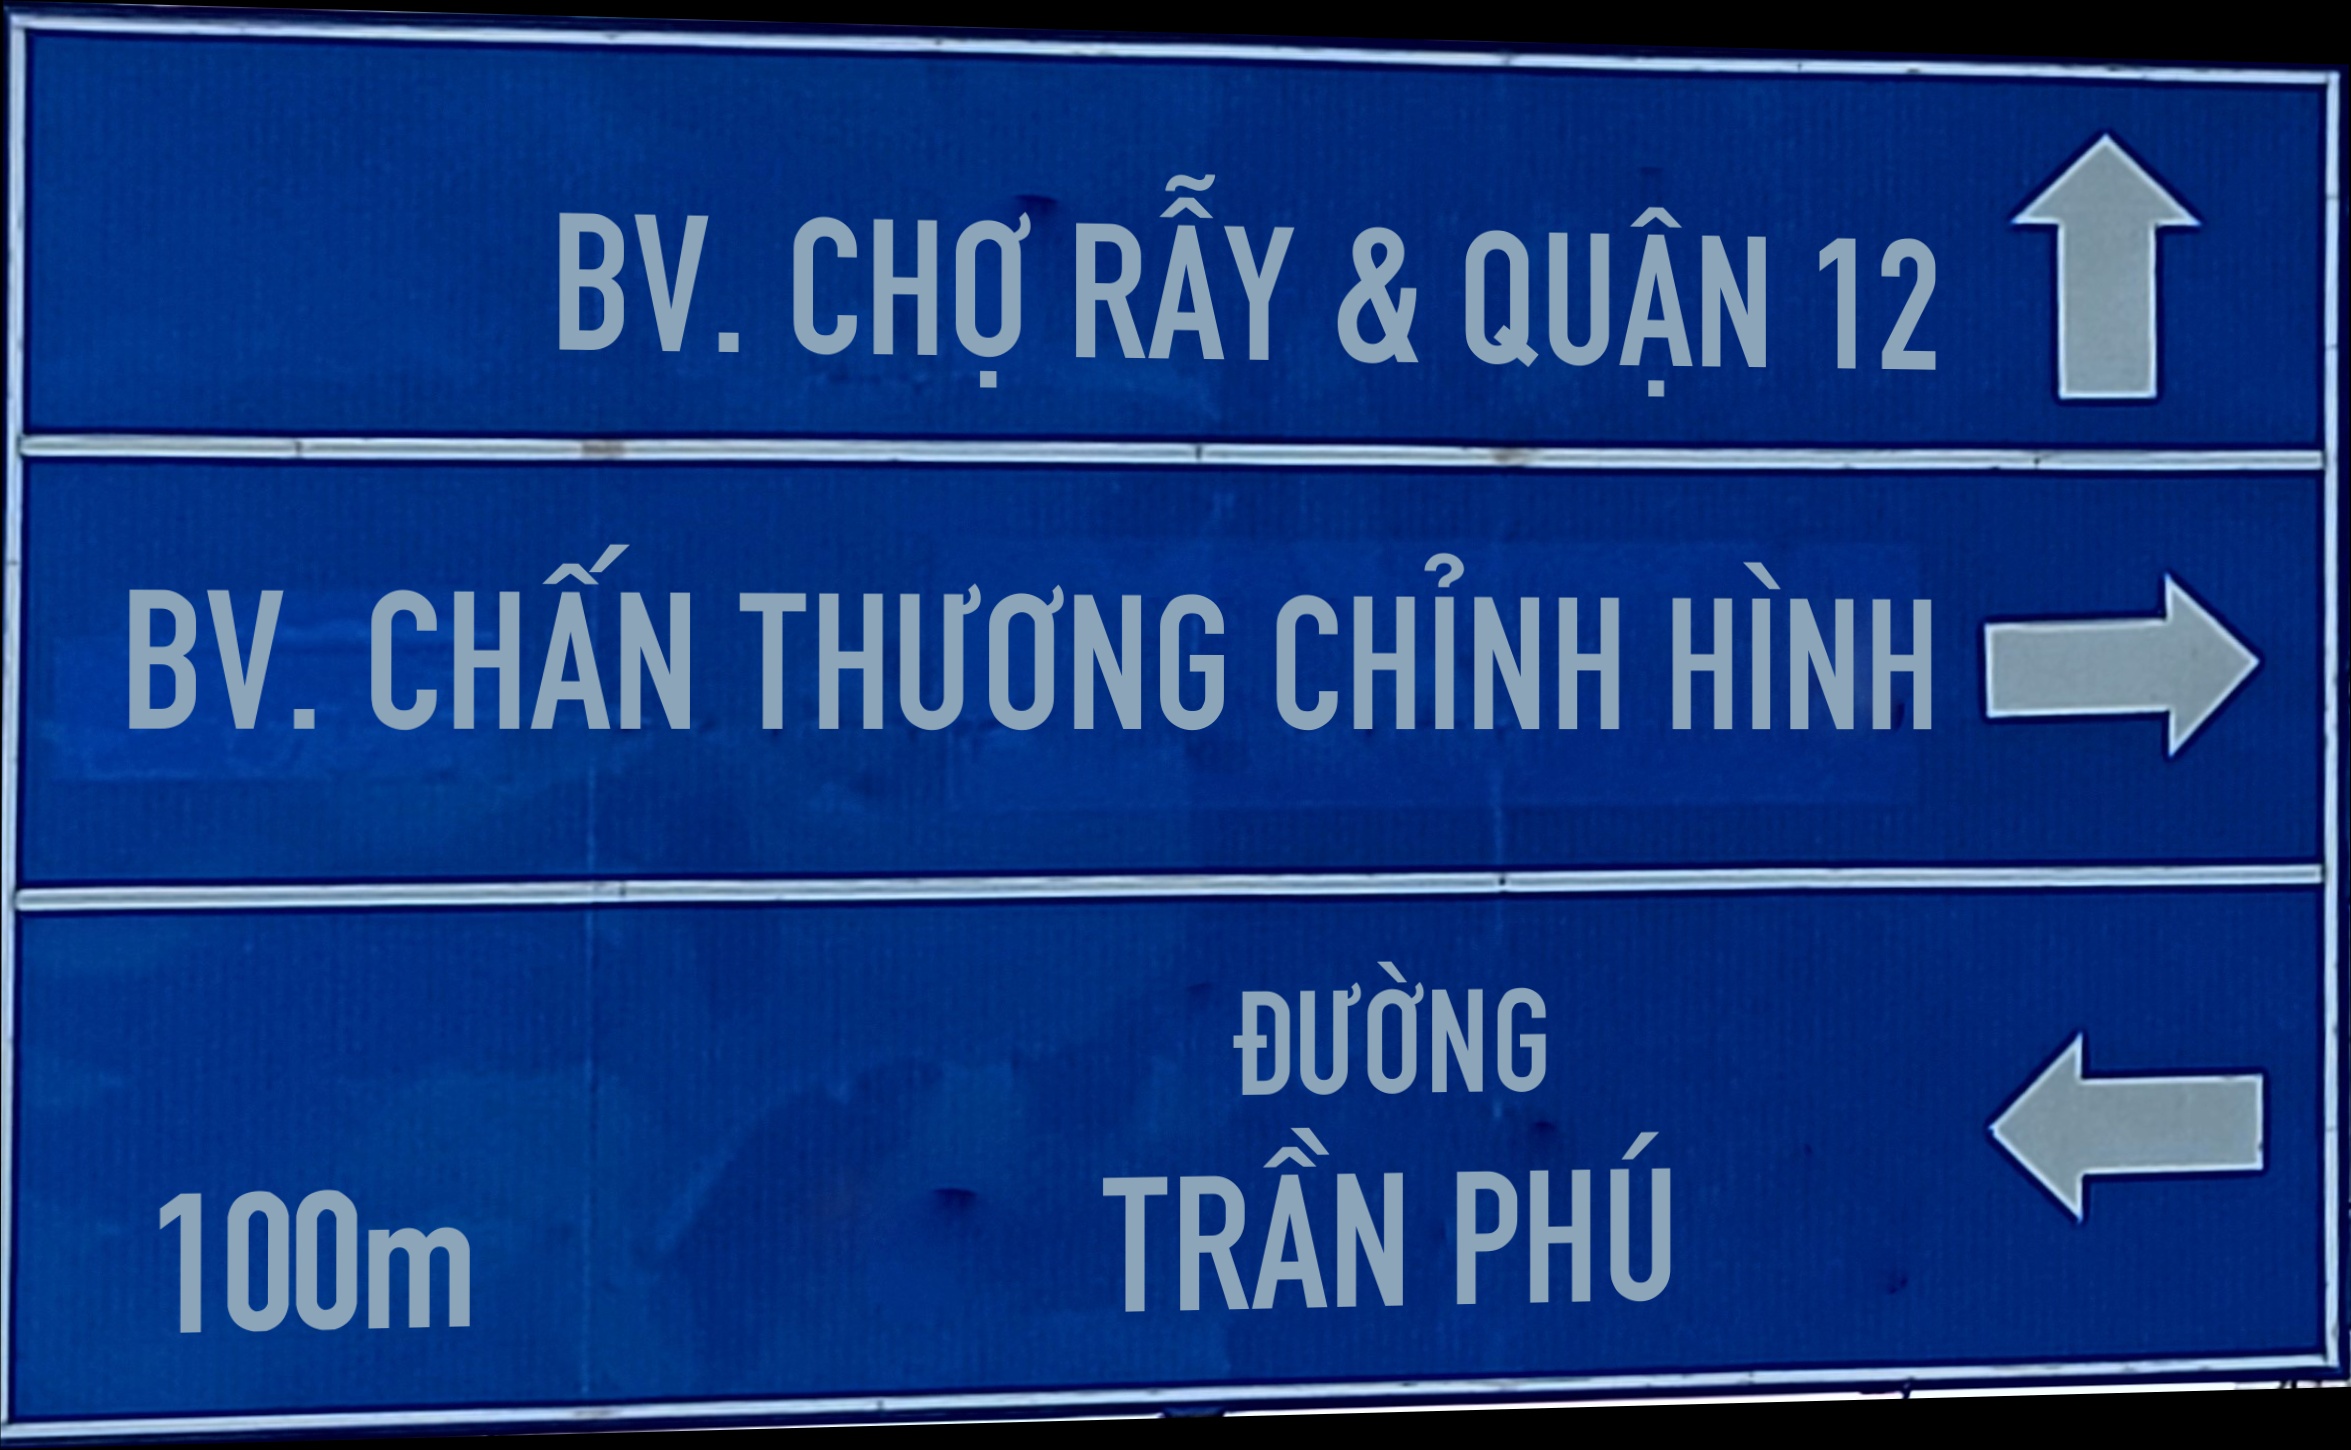 BV. CHỢ RẪY & QUẬN 12
BV. CHẤN THƯƠNG CHỈNH HÌNH
ĐƯỜNG
TRẦN PHÚ
100m